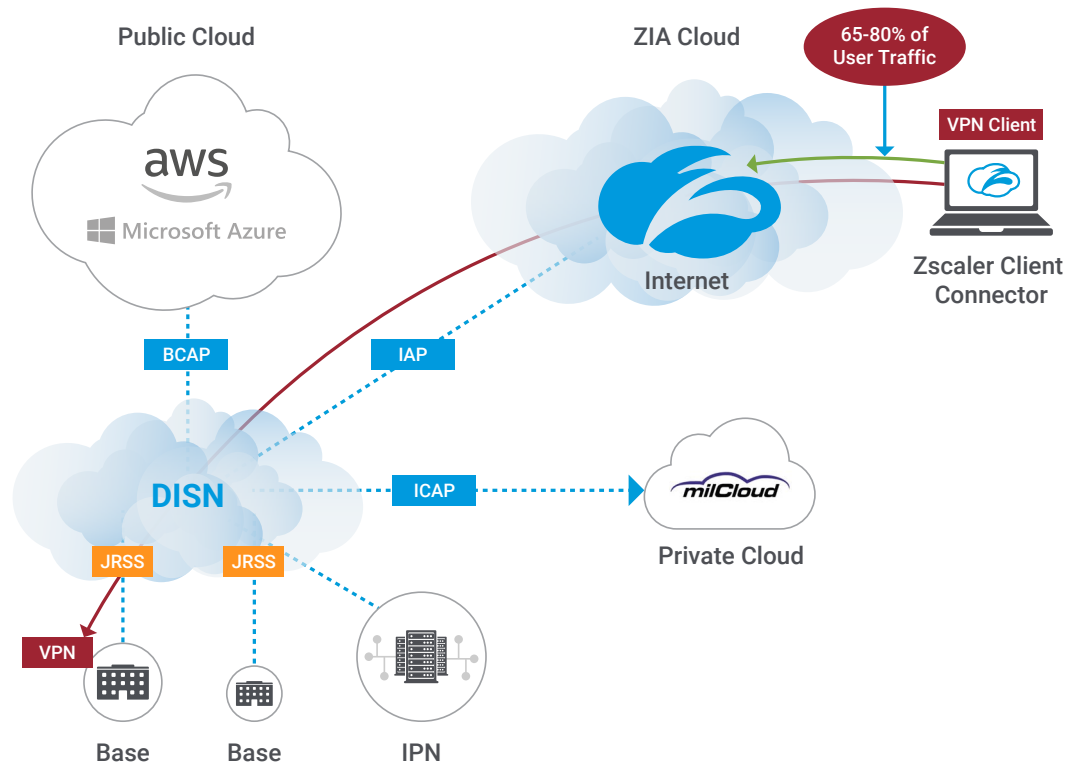 Public Cloud
ZIA Cloud
65-80% of
User Traffic
VPN Client
aws
Microsoft Azure
Internet
Zscaler Client
Connector
BCAP
IAP
DISN
ICAP
milCloud
Private Cloud
JRSS
JRSS
VPN
Base
Base
IPN